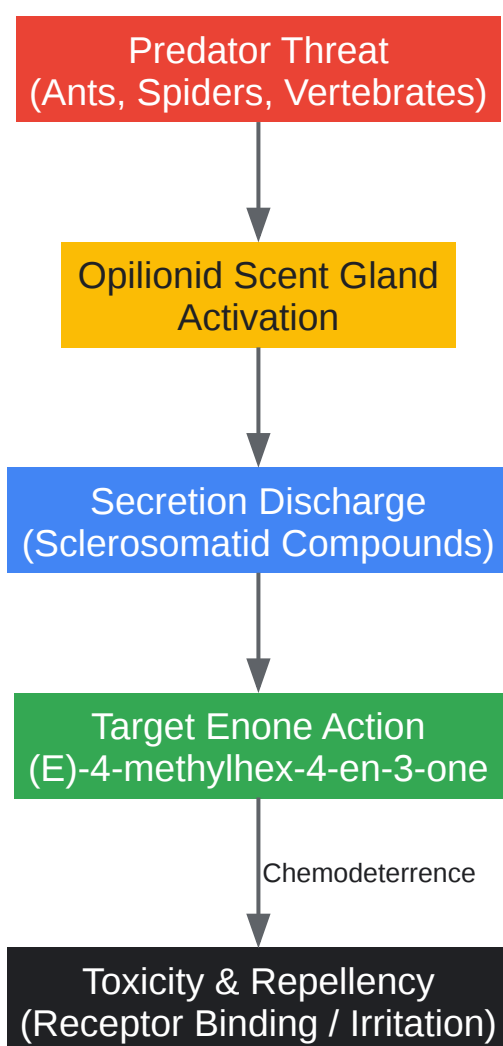 Predator Threat
(Ants, Spiders, Vertebrates)
Opilionid Scent Gland
Activation
Secretion Discharge
(Sclerosomatid Compounds)
Target Enone Action
(E)-4-methylhex-4-en-3-one
Chemodeterrence
Toxicity & Repellency
(Receptor Binding / Irritation)